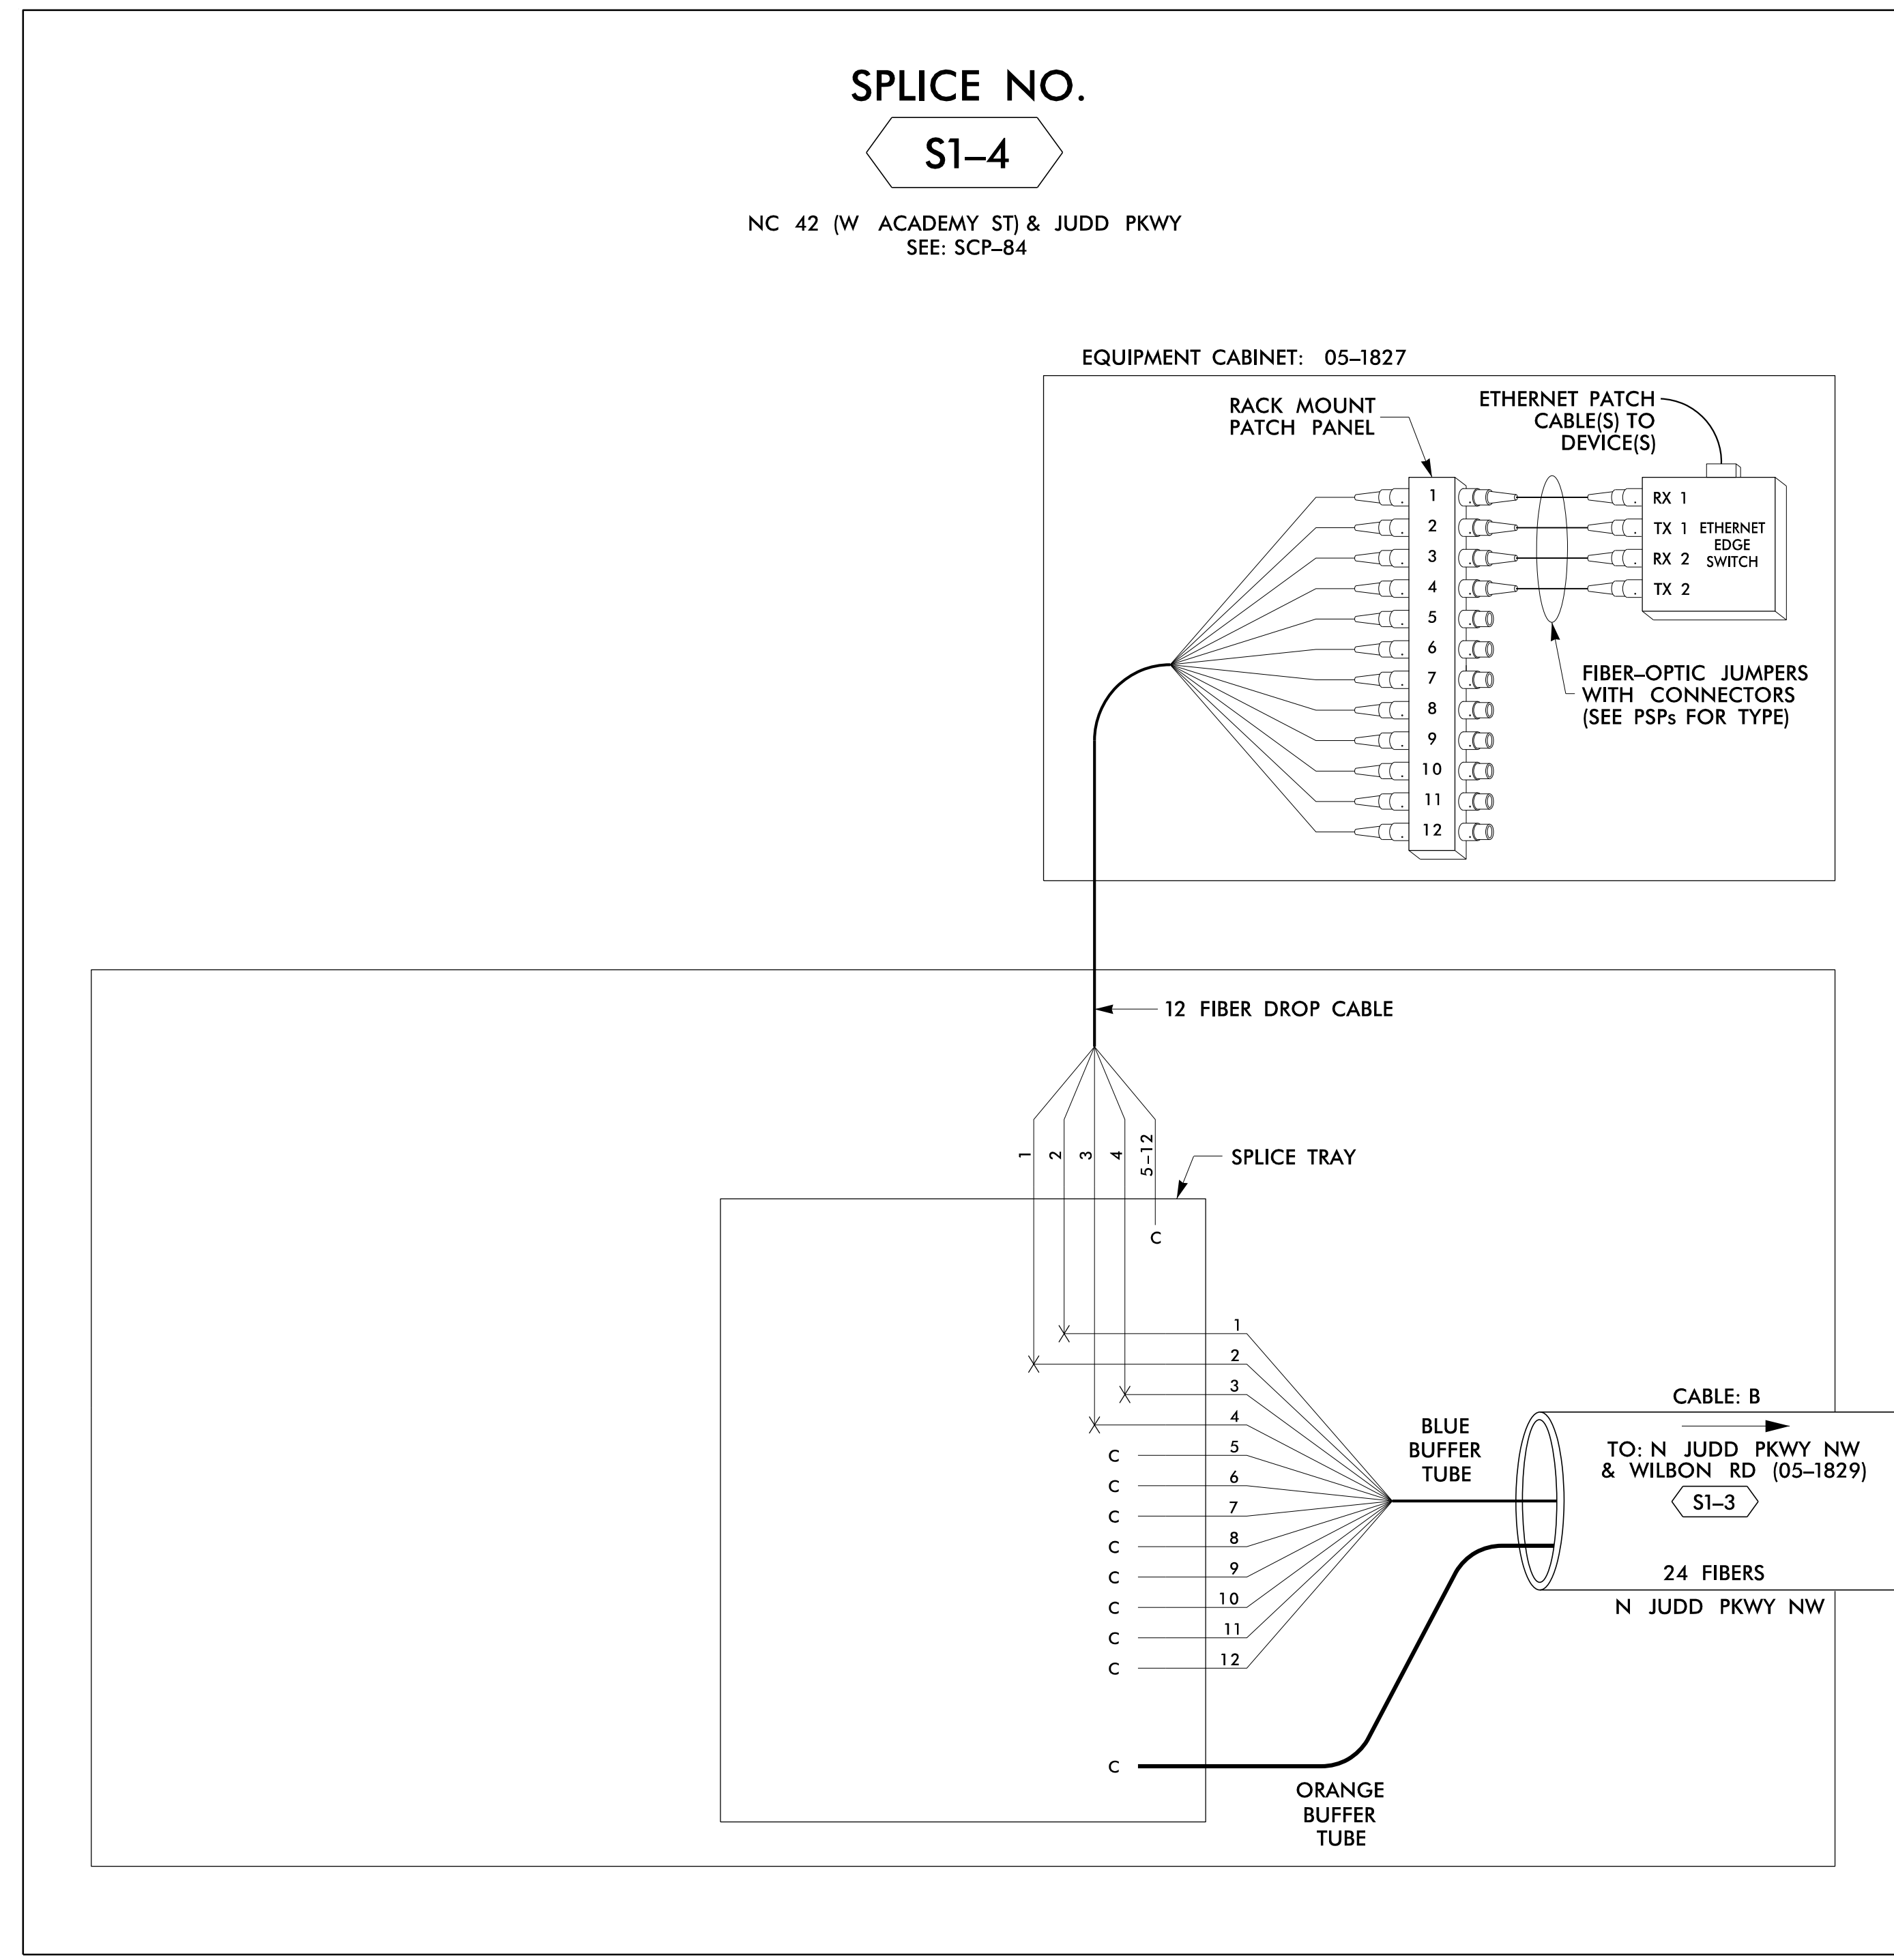 SPLICE NO.
S1–4
NC 42 (W ACADEMY ST) & JUDD PKWY
SEE: SCP–84
EQUIPMENT CABINET: 05–1827
RACK MOUNT
PATCH PANEL
ETHERNET PATCH
CABLE(S) TO
DEVICE(S)
1
2
3
4
5
6
7
8
9
10
11
12
RX 1
TX 1
RX 2
TX 2
ETHERNET
EDGE
SWITCH
FIBER–OPTIC JUMPERS
WITH CONNECTORS
(SEE PSPs FOR TYPE)
12 FIBER DROP CABLE
1
2
3
4
5-12
SPLICE TRAY
C
1
2
3
4
C 5
C 6
C 7
C 8
C 9
C 10
C 11
C 12
C
BLUE
BUFFER
TUBE
ORANGE
BUFFER
TUBE
CABLE: B
TO: N JUDD PKWY NW
& WILBON RD (05–1829)
S1–3
24 FIBERS
N JUDD PKWY NW